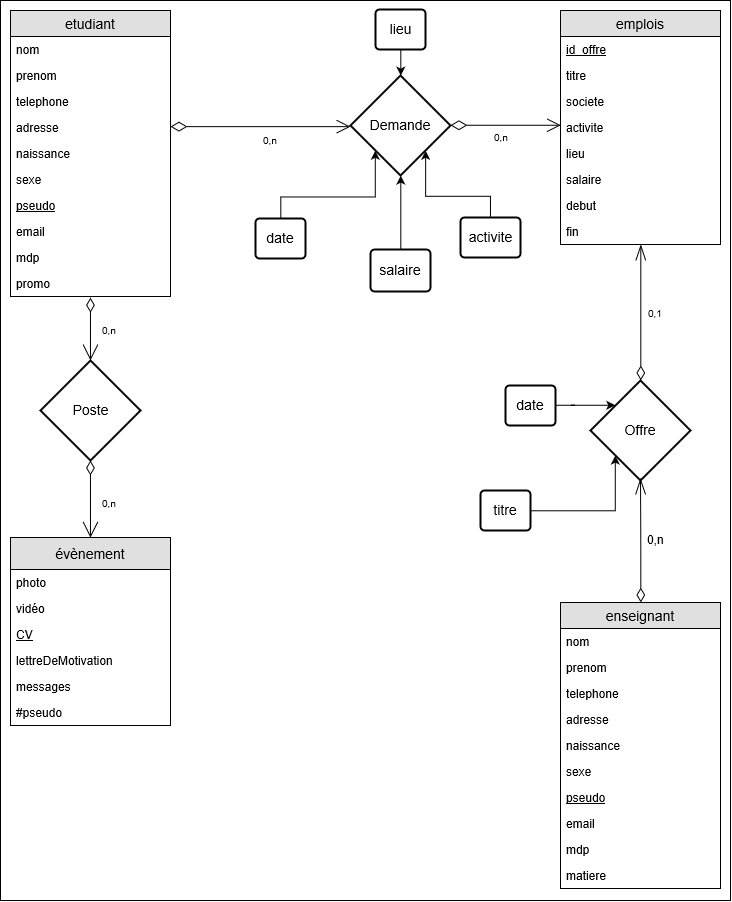 etudiant
nom
prenom
telephone
adresse
naissance
sexe
pseudo
email
mdp
promo
0,n
lieu
Demande
date
salaire
activite
0,n
emplois
id_offre
titre
societe
activite
lieu
salaire
debut
fin
0,n
Poste
0,n
évènement
photo
vidéo
CV
lettreDeMotivation
messages
#pseudo
0,1
date
Offre
titre
0,n
enseignant
nom
prenom
telephone
adresse
naissance
sexe
pseudo
email
mdp
matiere